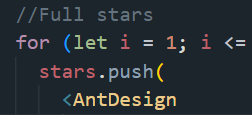 //Full stars
for (let i = 1; i <=
stars.push(
<AntDesign